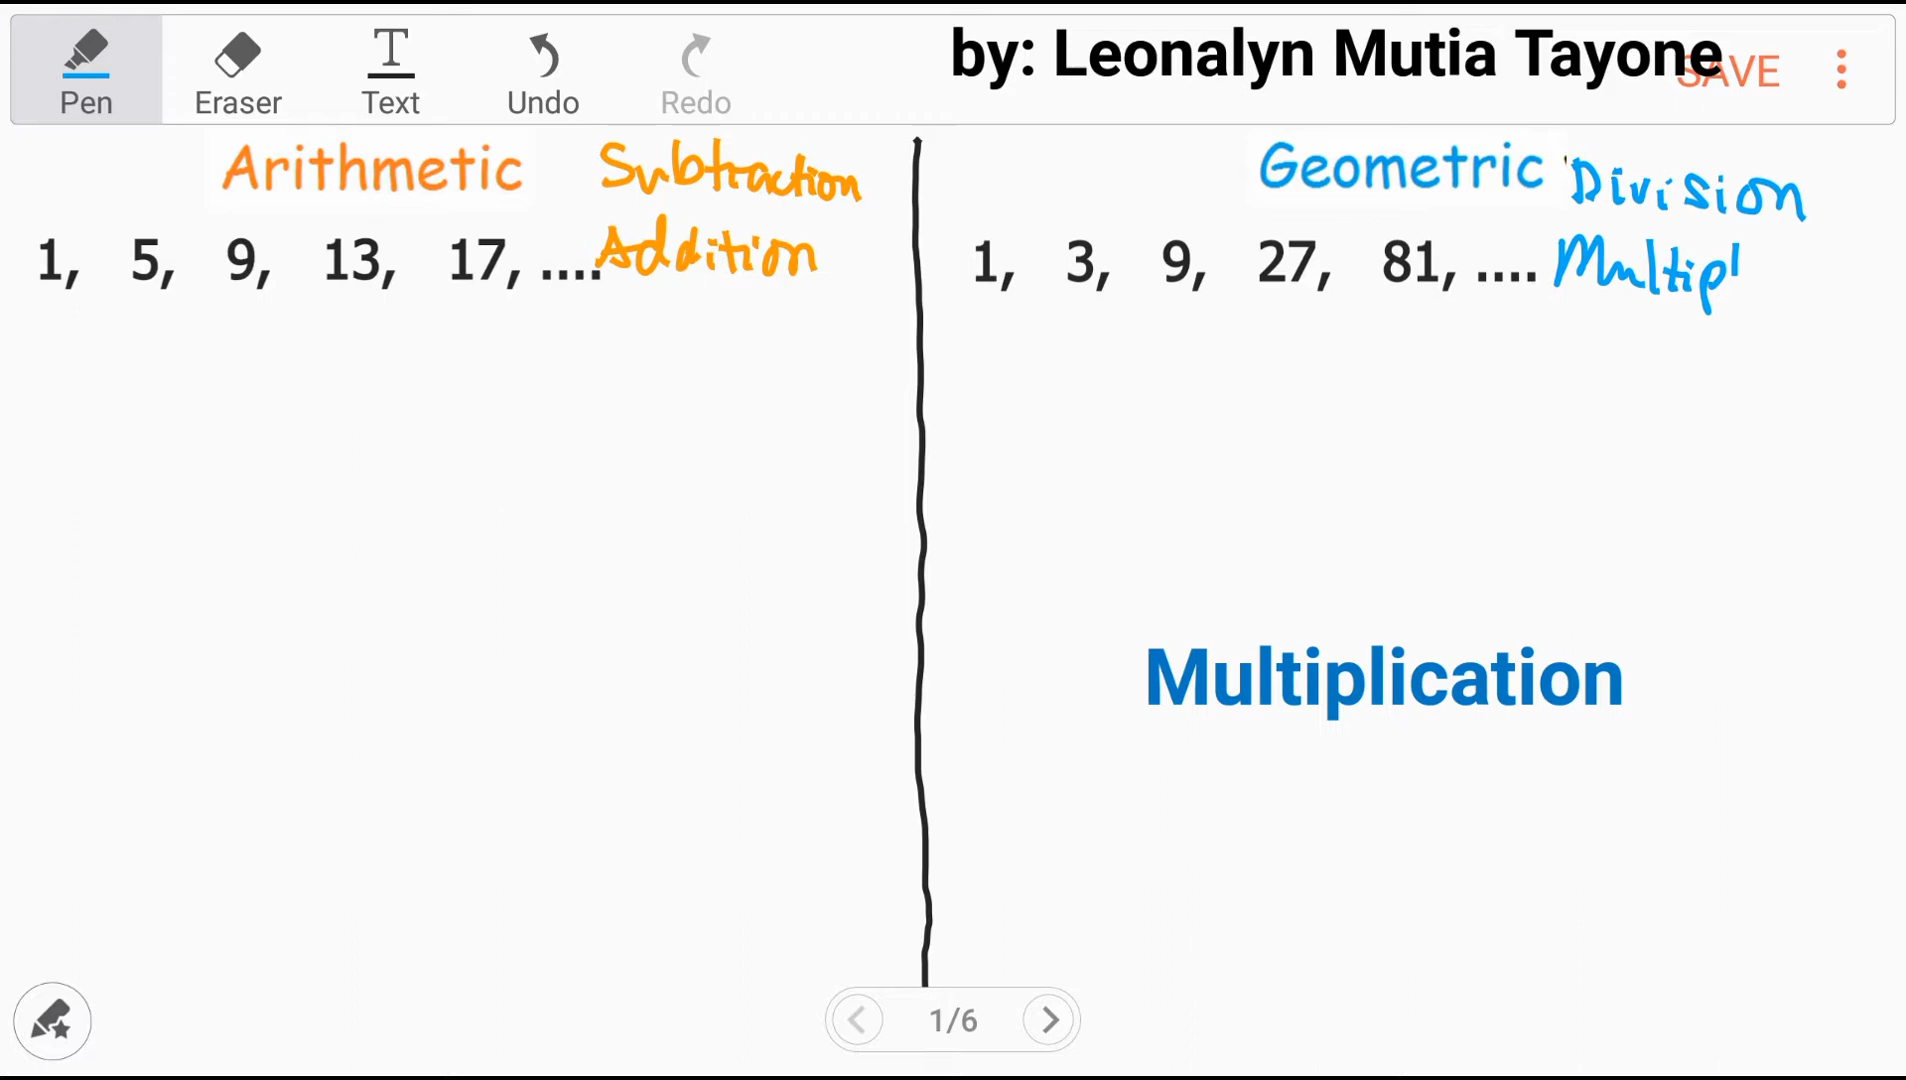 by: Leonalyn Mutia Tayone
SAVE
Pen
Eraser
Text
Undo
Redo
Arithmetic
Subtraction
1, 5, 9, 13, 17, ....
Addition
Geometric
Division
1, 3, 9, 27, 81, ....
Multipl
Multiplication
1/6